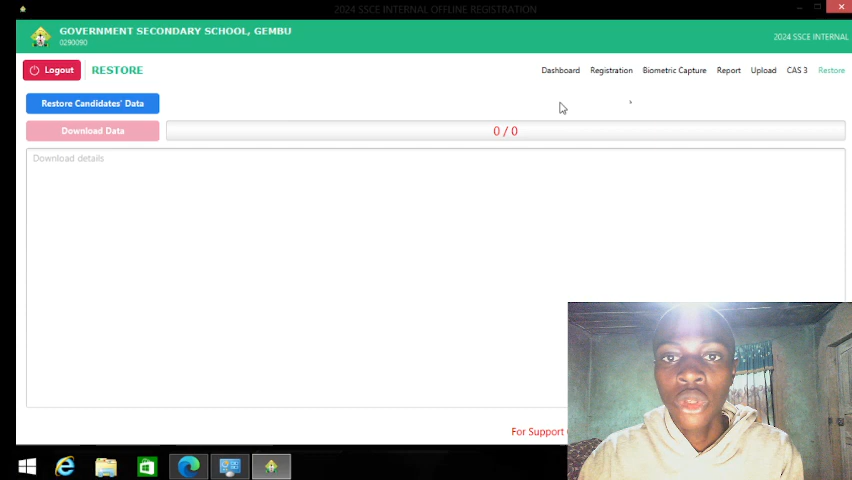 2024 SSCE INTERNAL OFFLINE REGISTRATION
GOVERNMENT SECONDARY SCHOOL, GEMBU
0290090
2024 SSCE INTERNAL
Logout
RESTORE
Dashboard
Registration
Biometric Capture
Report
Upload
CAS 3
Restore
Restore Candidates' Data
Download Data
0 / 0
Download details
For Support